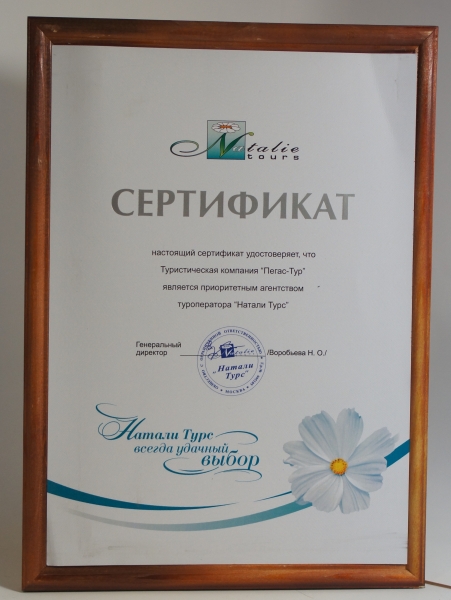 Natalie
tours
СЕРТИФИКАТ
настоящий сертификат удостоверяет, что
Туристическая компания "Пегас-Тур"
является приоритетным агентством
туроператора "Натали Турс"
Генеральный
директор /Воробьева Н. О./
"Натали
Турс"
МОСКВА
Натали Турс
всегда удачный
выбор